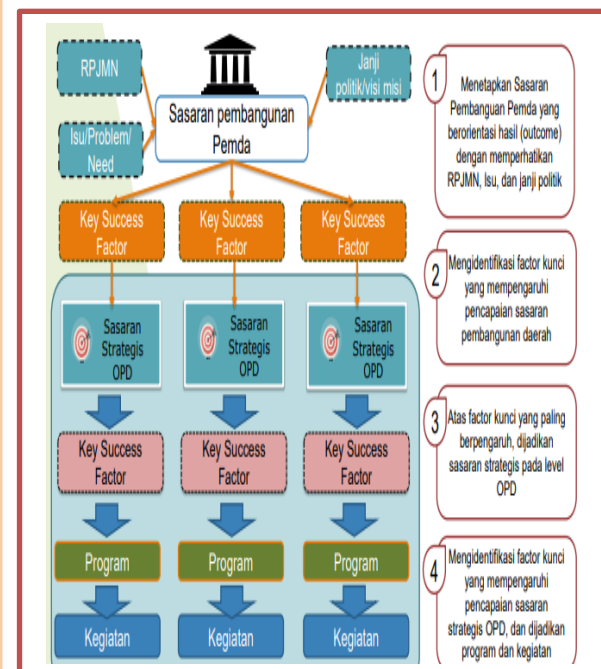 RPJMN
Janji
politik/visi misi
Sasaran pembangunan
Pemda
Isu/Problem/
Need
Key Success
Factor
Key Success
Factor
Key Success
Factor
Sasaran
Strategis
OPD
Sasaran
Strategis
OPD
Sasaran
Strategis
OPD
Key Success
Factor
Key Success
Factor
Key Success
Factor
Program
Program
Program
Kegiatan
Kegiatan
Kegiatan
1
Menetapkan Sasaran
Pembanguan Pemda yang
berorientasi hasil (outcome)
dengan memperhatikan
RPJMN, Isu, dan janji politik
2
Mengidentifikasi factor kunci
yang mempengaruhi
pencapaian sasaran
pembangunan daerah
3
Atas factor kunci yang paling
berpengaruh, dijadikan
sasaran strategis pada level
OPD
4
Mengidentifikasi factor kunci
yang mempengaruhi
pencapaian sasaran
strategis OPD, dan dijadikan
program dan kegiatan